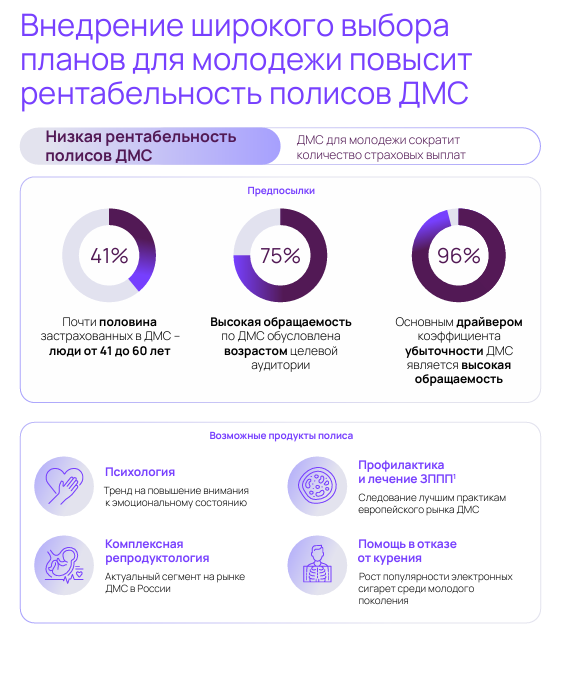 Внедрение широкого выбора
планов для молодежи повысит
рентабельность полисов ДМС
Низкая рентабельность
полисов ДМС
ДМС для молодежи сократит
количество страховых выплат
Предпосылки
41%
Почти половина
застрахованных в ДМС –
люди от 41 до 60 лет
75%
Высокая обращаемость
по ДМС обусловлена
возрастом целевой
аудитории
96%
Основным драйвером
коэффициента
убыточности ДМС
является высокая
обращаемость
Возможные продукты полиса
Психология
Тренд на повышение внимания
к эмоциональному состоянию
Профилактика
и лечение ЗППП¹
Следование лучшим практикам
европейского рынка ДМС
Комплексная
репродуктология
Актуальный сегмент на рынке
ДМС в России
Помощь в отказе
от курения
Рост популярности электронных
сигарет среди молодого
поколения